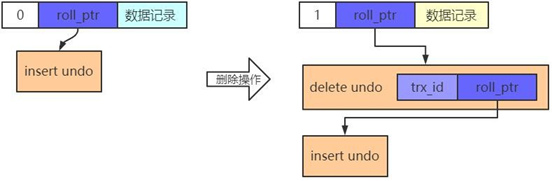 0 roll_ptr 数据记录
insert undo
删除操作
1 roll_ptr 数据记录
delete undo trx_id roll_ptr
insert undo